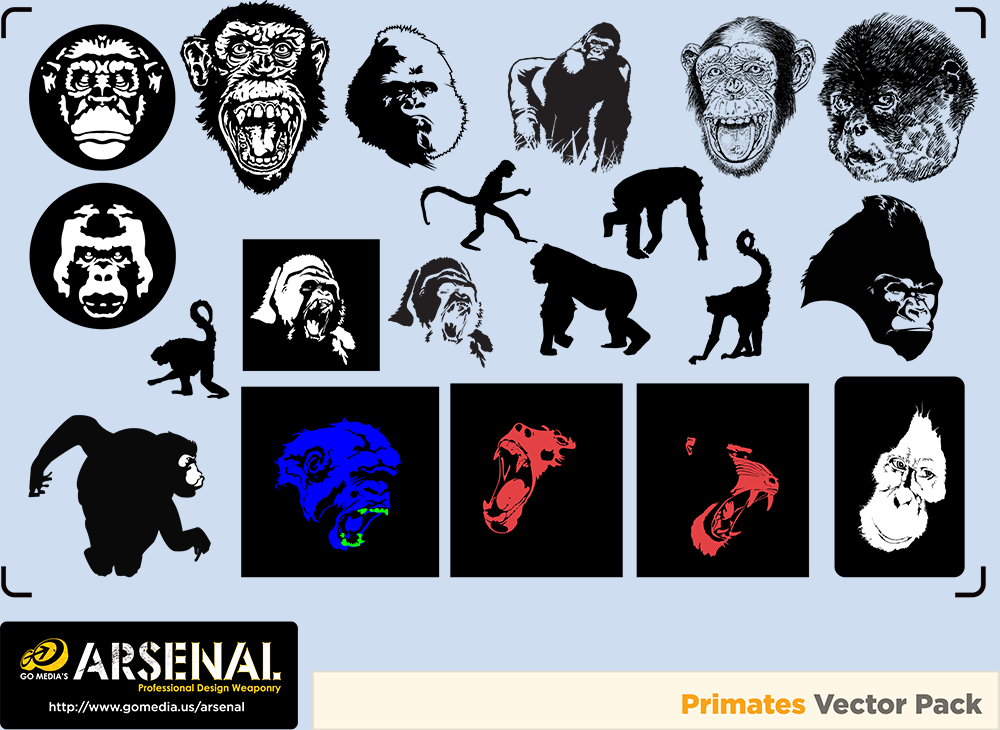 GO MEDIA'S
ARSENAL
Professional Design Weaponry
http://www.gomedia.us/arsenal
Primates Vector Pack